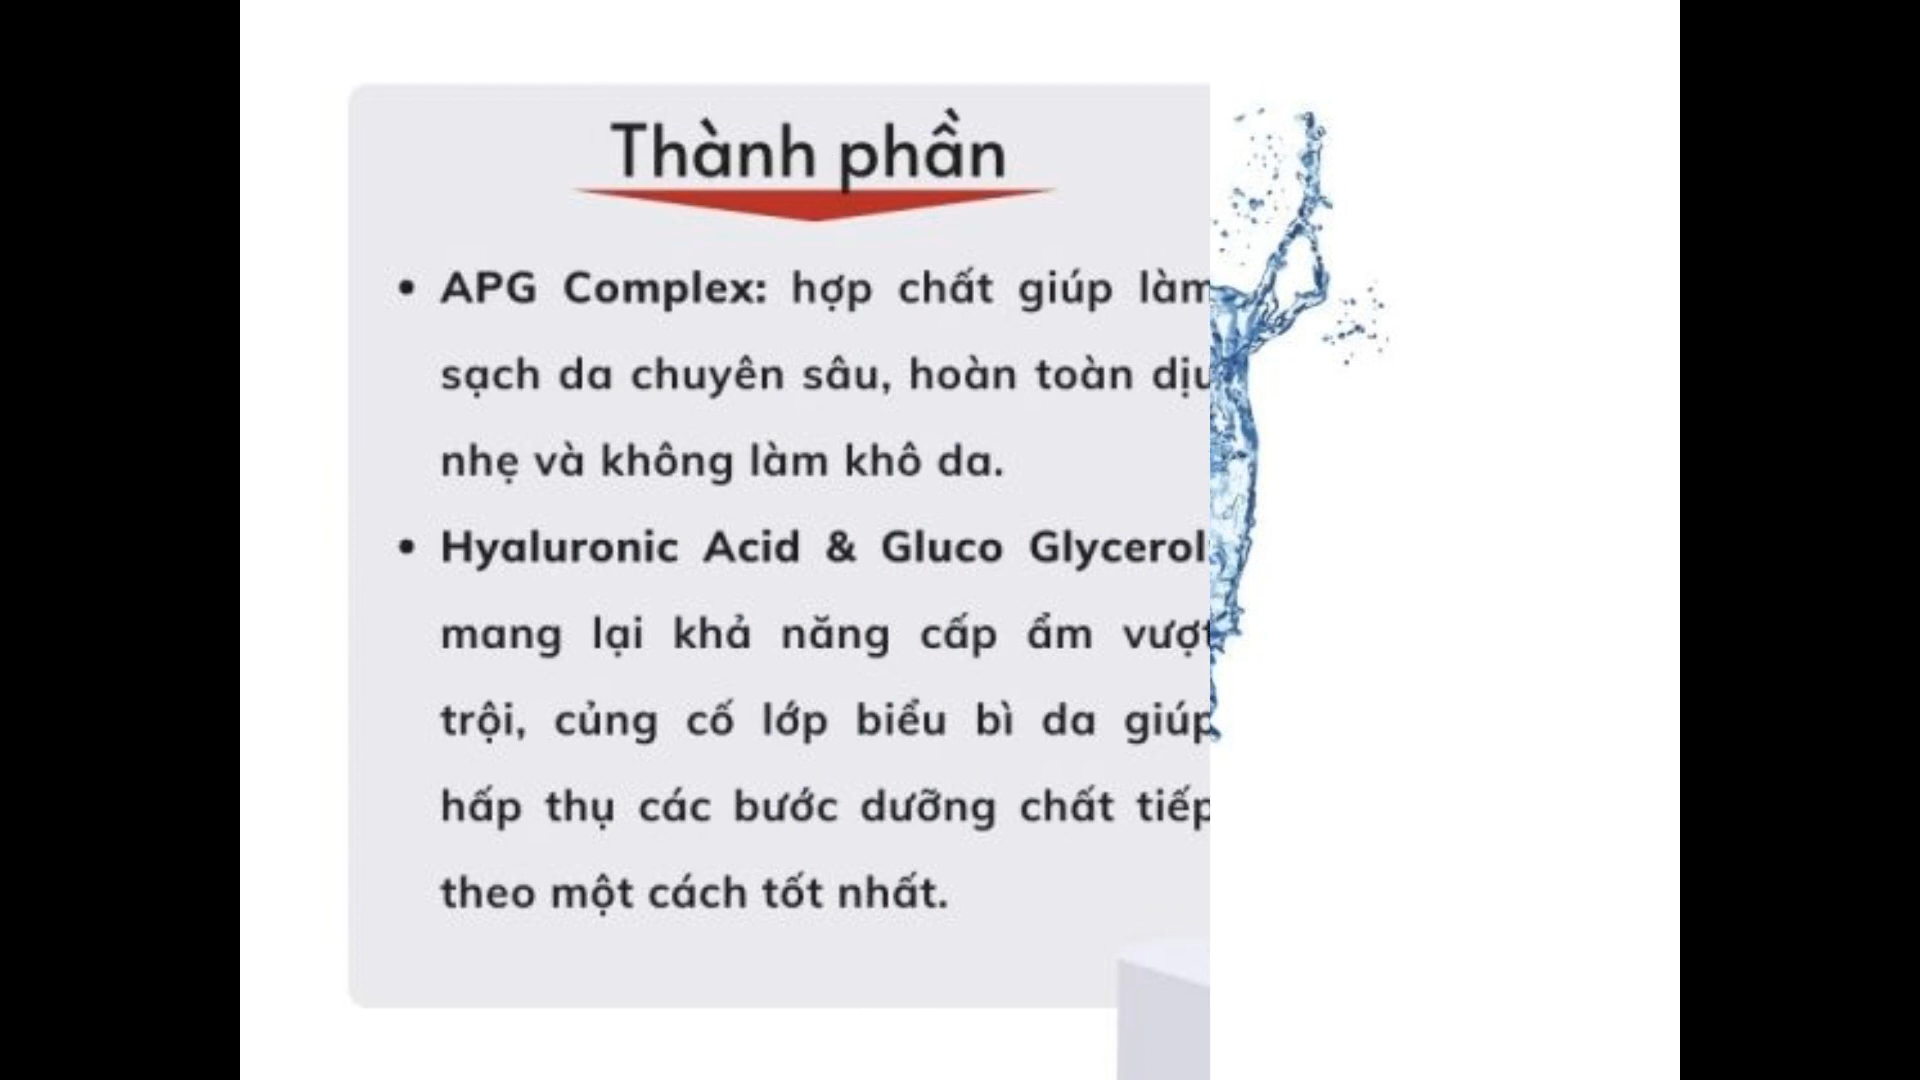 Thành phần
• APG Complex: hợp chất giúp làm
sạch da chuyên sâu, hoàn toàn dịu
nhẹ và không làm khô da.
• Hyaluronic Acid & Gluco Glycerol
mang lại khả năng cấp ẩm vượt
trội, củng cố lớp biểu bì da giúp
hấp thụ các bước dưỡng chất tiếp
theo một cách tốt nhất.